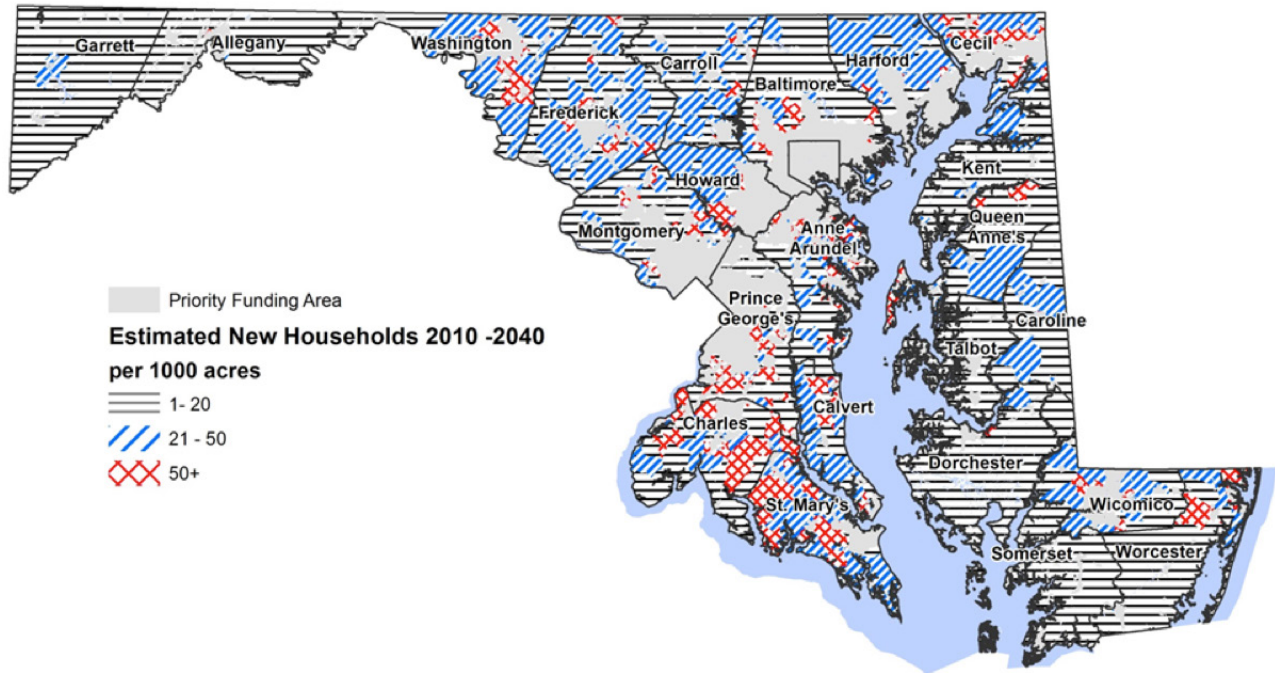 Garrett
Allegany
Washington
Frederick
Carroll
Baltimore
Harford
Cecil
Howard
Montgomery
Anne
Arundel
Kent
Queen
Anne's
Prince
George's
Caroline
Talbot
Calvert
Charles
St. Mary's
Dorchester
Wicomico
Somerset
Worcester
Priority Funding Area
Estimated New Households 2010 -2040
per 1000 acres
1- 20
21 - 50
50+